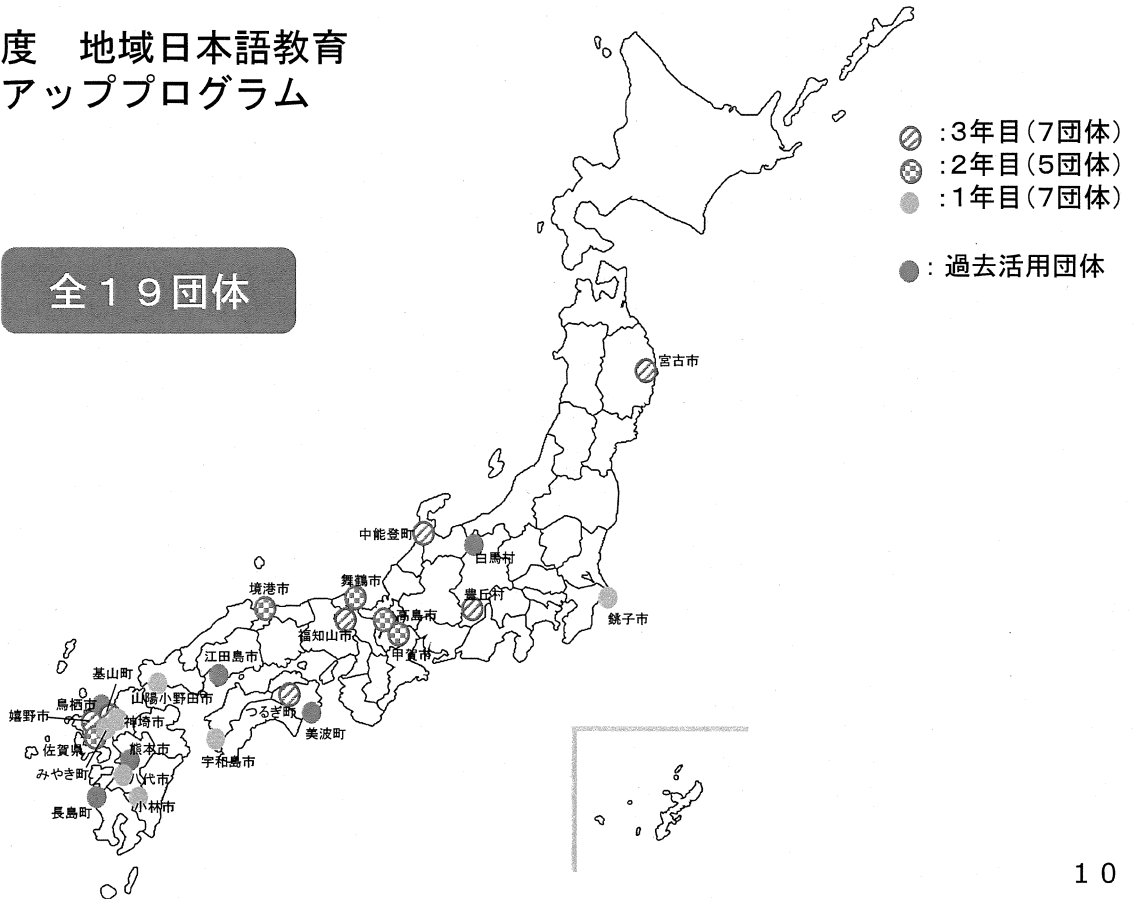 度　地域日本語教育
アッププログラム
：3年目（7団体）
：2年目（5団体）
：1年目（7団体）
：過去活用団体
全１９団体
宮古市
中能登町
白馬村
舞鶴市
境港市
豊丘村
高島市
銚子市
福知山市
甲賀市
江田島市
基山町
山陽小野田市
鳥栖市
つるぎ町
嬉野市
神埼市
美波町
佐賀県
熊本市
宇和島市
みやき町
八代市
小林市
長島町
１０